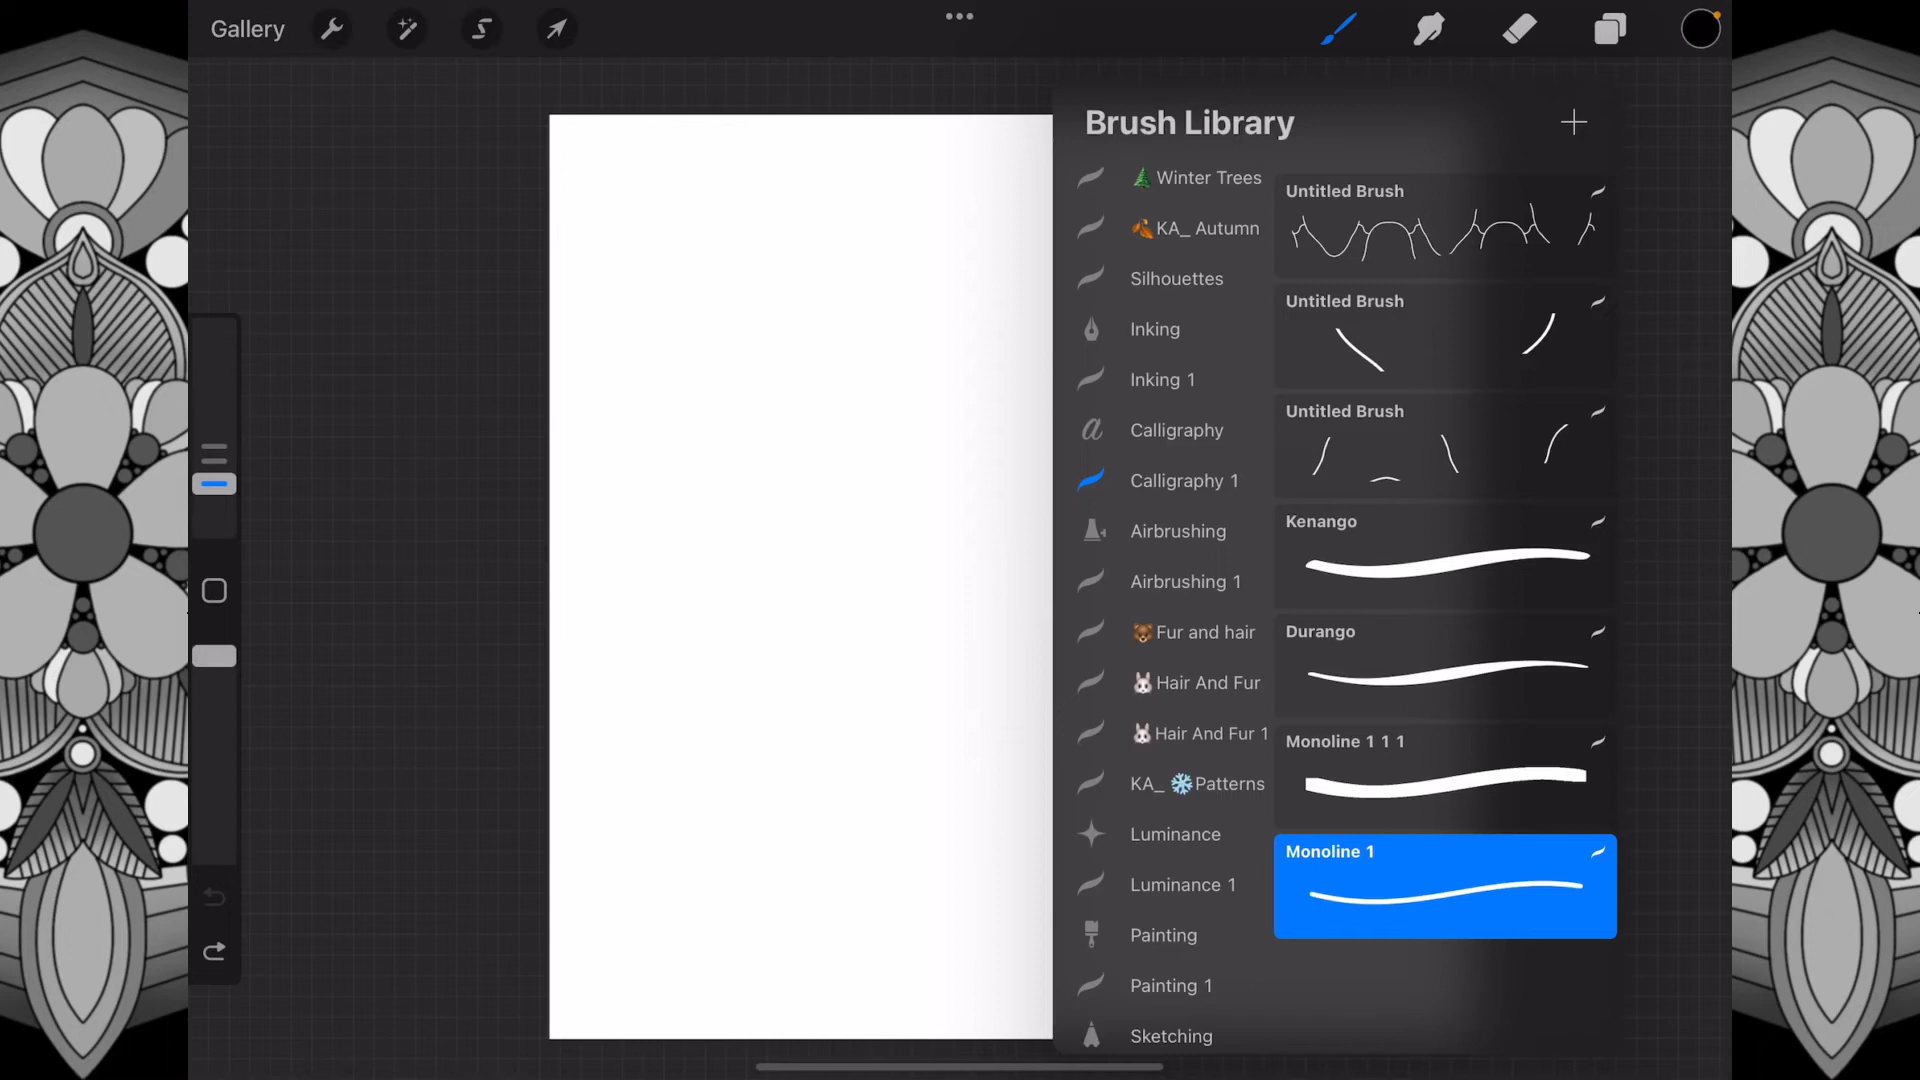 Gallery
Brush Library
🌲Winter Trees
🍂KA_ Autumn
Silhouettes
Inking
Inking 1
Calligraphy
Calligraphy 1
Airbrushing
Airbrushing 1
🐻Fur and hair
🐰Hair And Fur
🐰Hair And Fur 1
KA_ ❄️Patterns
Luminance
Luminance 1
Painting
Painting 1
Sketching
Untitled Brush
Untitled Brush
Untitled Brush
Kenango
Durango
Monoline 1 1 1
Monoline 1